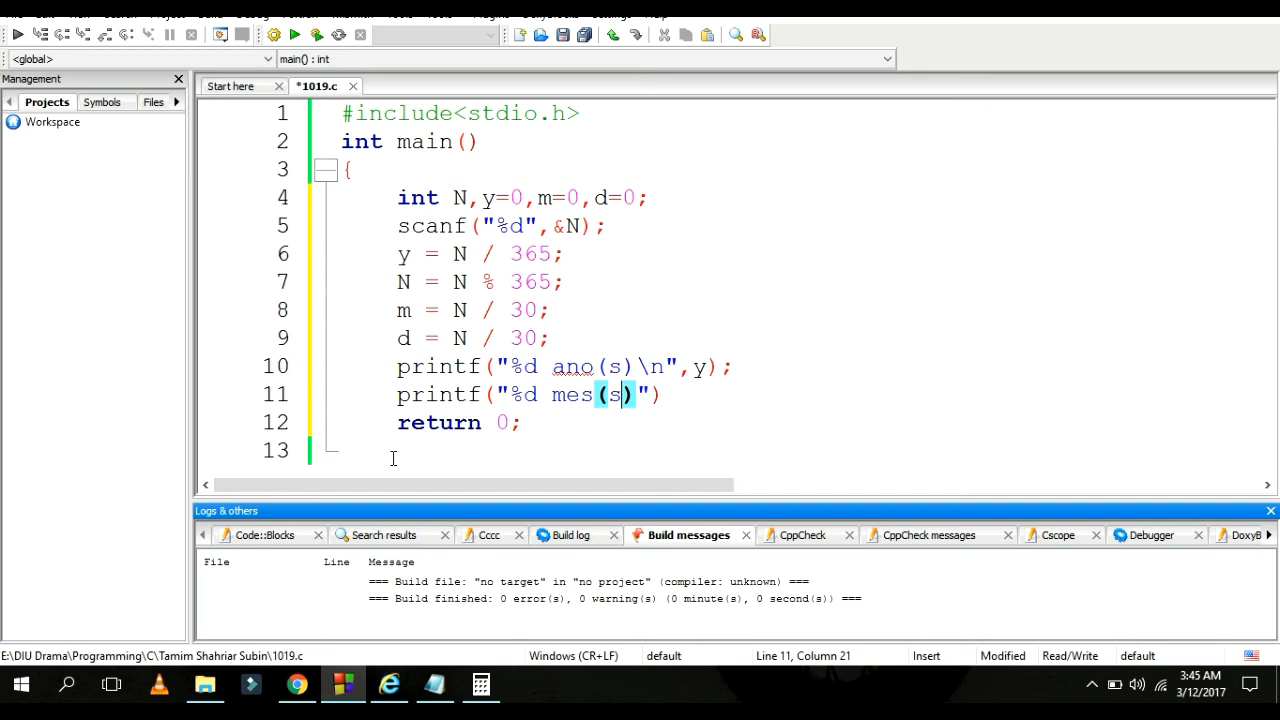 <global>
main() : int
Management
Projects
Symbols
Files
Workspace
Start here
*1019.c
1 #include<stdio.h>
2 int main()
3 {
4 int N,y=0,m=0,d=0;
5 scanf("%d",&N);
6 y = N / 365;
7 N = N % 365;
8 m = N / 30;
9 d = N / 30;
10 printf("%d ano(s)\n",y);
11 printf("%d mes(s)")
12 return 0;
13
Logs & others
Code::Blocks
Search results
Cccc
Build log
Build messages
CppCheck
CppCheck messages
Cscope
Debugger
DoxyB
File Line Message
=== Build file: "no target" in "no project" (compiler: unknown) ===
=== Build finished: 0 error(s), 0 warning(s) (0 minute(s), 0 second(s)) ===
E:\DIU Drama\Programming\C\Tamim Shahriar Subin\1019.c
Windows (CR+LF)
default
Line 11, Column 21
Insert
Modified
Read/Write
default
3:45 AM
3/12/2017